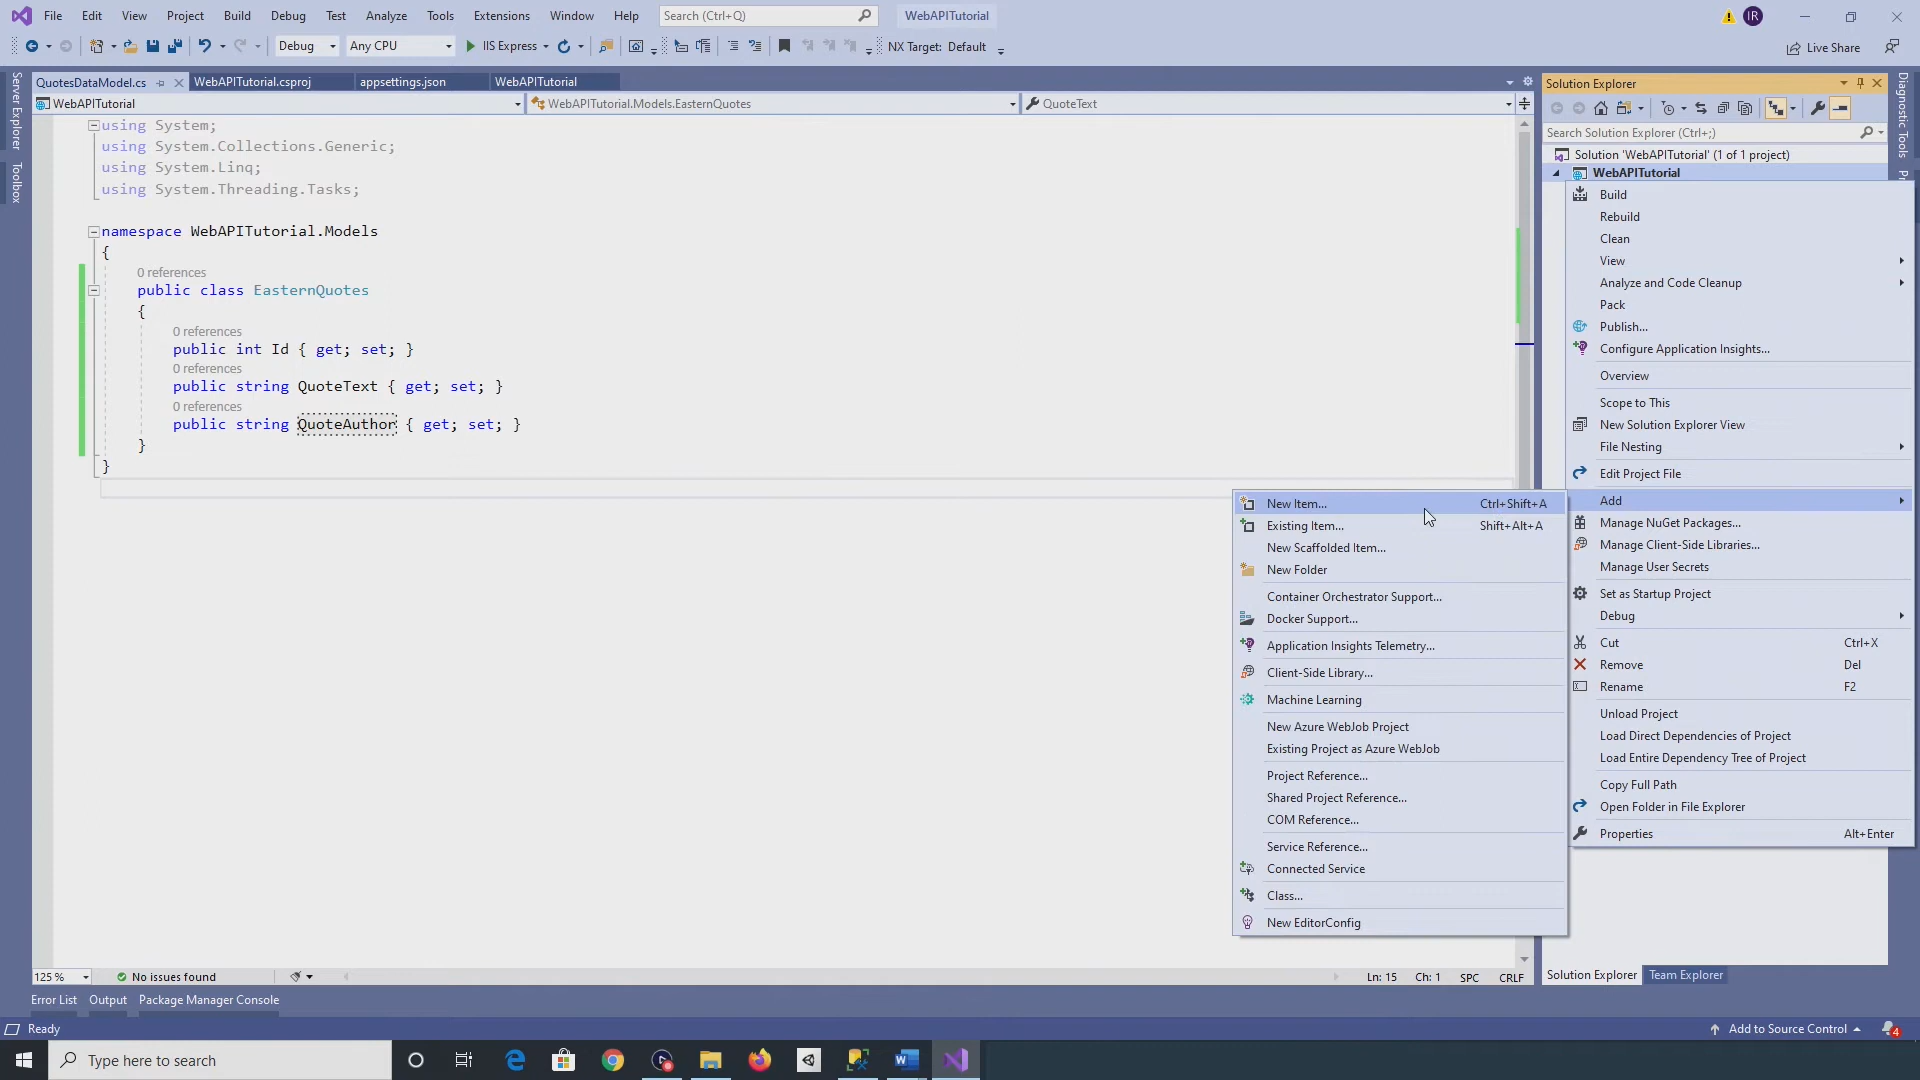 File Edit View Project Build Debug Test Analyze Tools Extensions Window Help Search (Ctrl+Q) WebAPITutorial IR
Debug Any CPU IIS Express NX Target: Default Live Share
QuotesDataModel.cs WebAPITutorial.csproj appsettings.json WebAPITutorial
WebAPITutorial WebAPITutorial.Models.EasternQuotes QuoteText
Server Explorer
Toolbox
using System;
using System.Collections.Generic;
using System.Linq;
using System.Threading.Tasks;
namespace WebAPITutorial.Models
{
0 references
public class EasternQuotes
{
0 references
public int Id { get; set; }
0 references
public string QuoteText { get; set; }
0 references
public string QuoteAuthor { get; set; }
}
}
New Item... Ctrl+Shift+A
Existing Item... Shift+Alt+A
New Scaffolded Item...
New Folder
Container Orchestrator Support...
Docker Support...
Application Insights Telemetry...
Client-Side Library...
Machine Learning
New Azure WebJob Project
Existing Project as Azure WebJob
Project Reference...
Shared Project Reference...
COM Reference...
Service Reference...
Connected Service
Class...
New EditorConfig
Solution Explorer
Search Solution Explorer (Ctrl+;)
Solution 'WebAPITutorial' (1 of 1 project)
WebAPITutorial
Build
Rebuild
Clean
View
Analyze and Code Cleanup
Pack
Publish...
Configure Application Insights...
Overview
Scope to This
New Solution Explorer View
File Nesting
Edit Project File
Add
Manage NuGet Packages...
Manage Client-Side Libraries...
Manage User Secrets
Set as Startup Project
Debug
Cut Ctrl+X
Remove Del
Rename F2
Unload Project
Load Direct Dependencies of Project
Load Entire Dependency Tree of Project
Copy Full Path
Open Folder in File Explorer
Properties Alt+Enter
Diagnostic Tools
125 % No issues found Ln: 15 Ch: 1 SPC CRLF
Solution Explorer Team Explorer
Error List Output Package Manager Console
Ready Add to Source Control 4
Type here to search